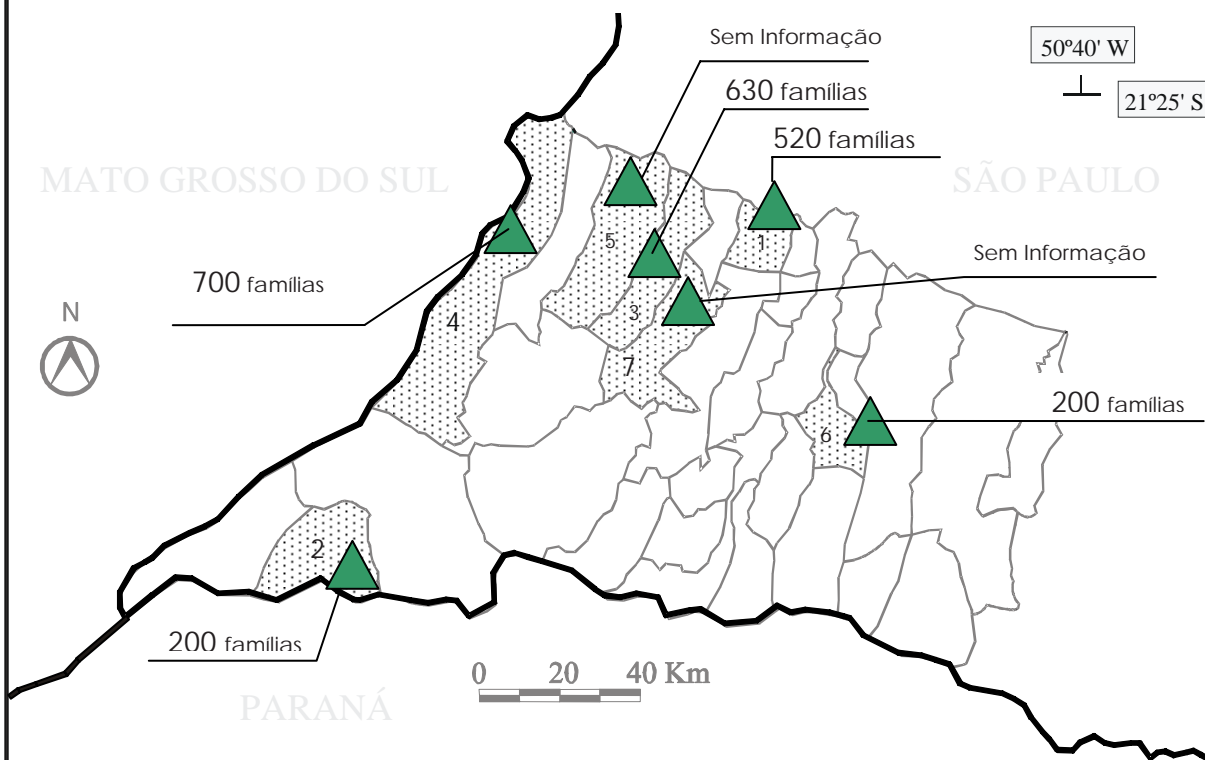 Sem Informação
50º40' W
630 famílias
21º25' S
520 famílias
MATO GROSSO DO SUL
SÃO PAULO
5
1
Sem Informação
700 famílias
N
4
3
7
200 famílias
6
2
200 famílias
0 20 40 Km
PARANÁ